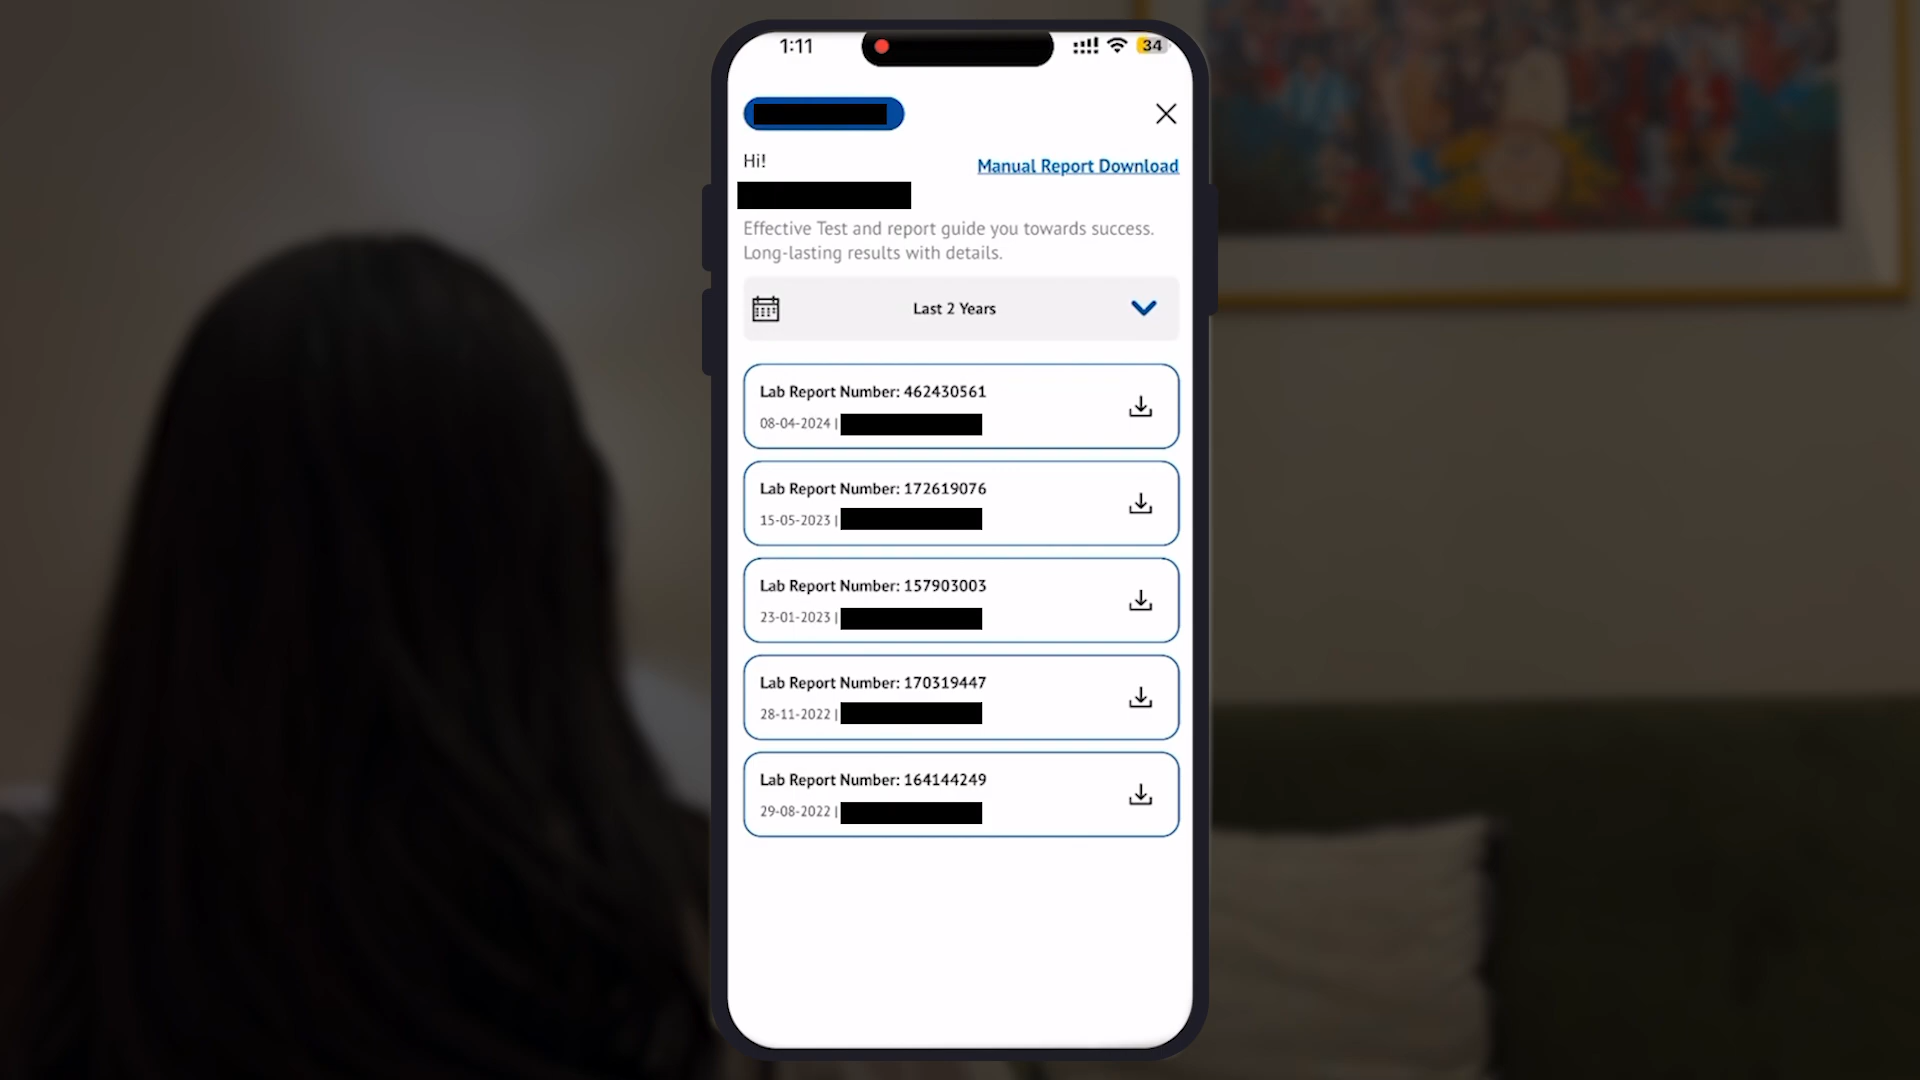 1:11
34
Hi!
Manual Report Download
Effective Test and report guide you towards success.
Long-lasting results with details.
Last 2 Years
Lab Report Number: 462430561
08-04-2024 |
Lab Report Number: 172619076
15-05-2023 |
Lab Report Number: 157903003
23-01-2023 |
Lab Report Number: 170319447
28-11-2022 |
Lab Report Number: 164144249
29-08-2022 |